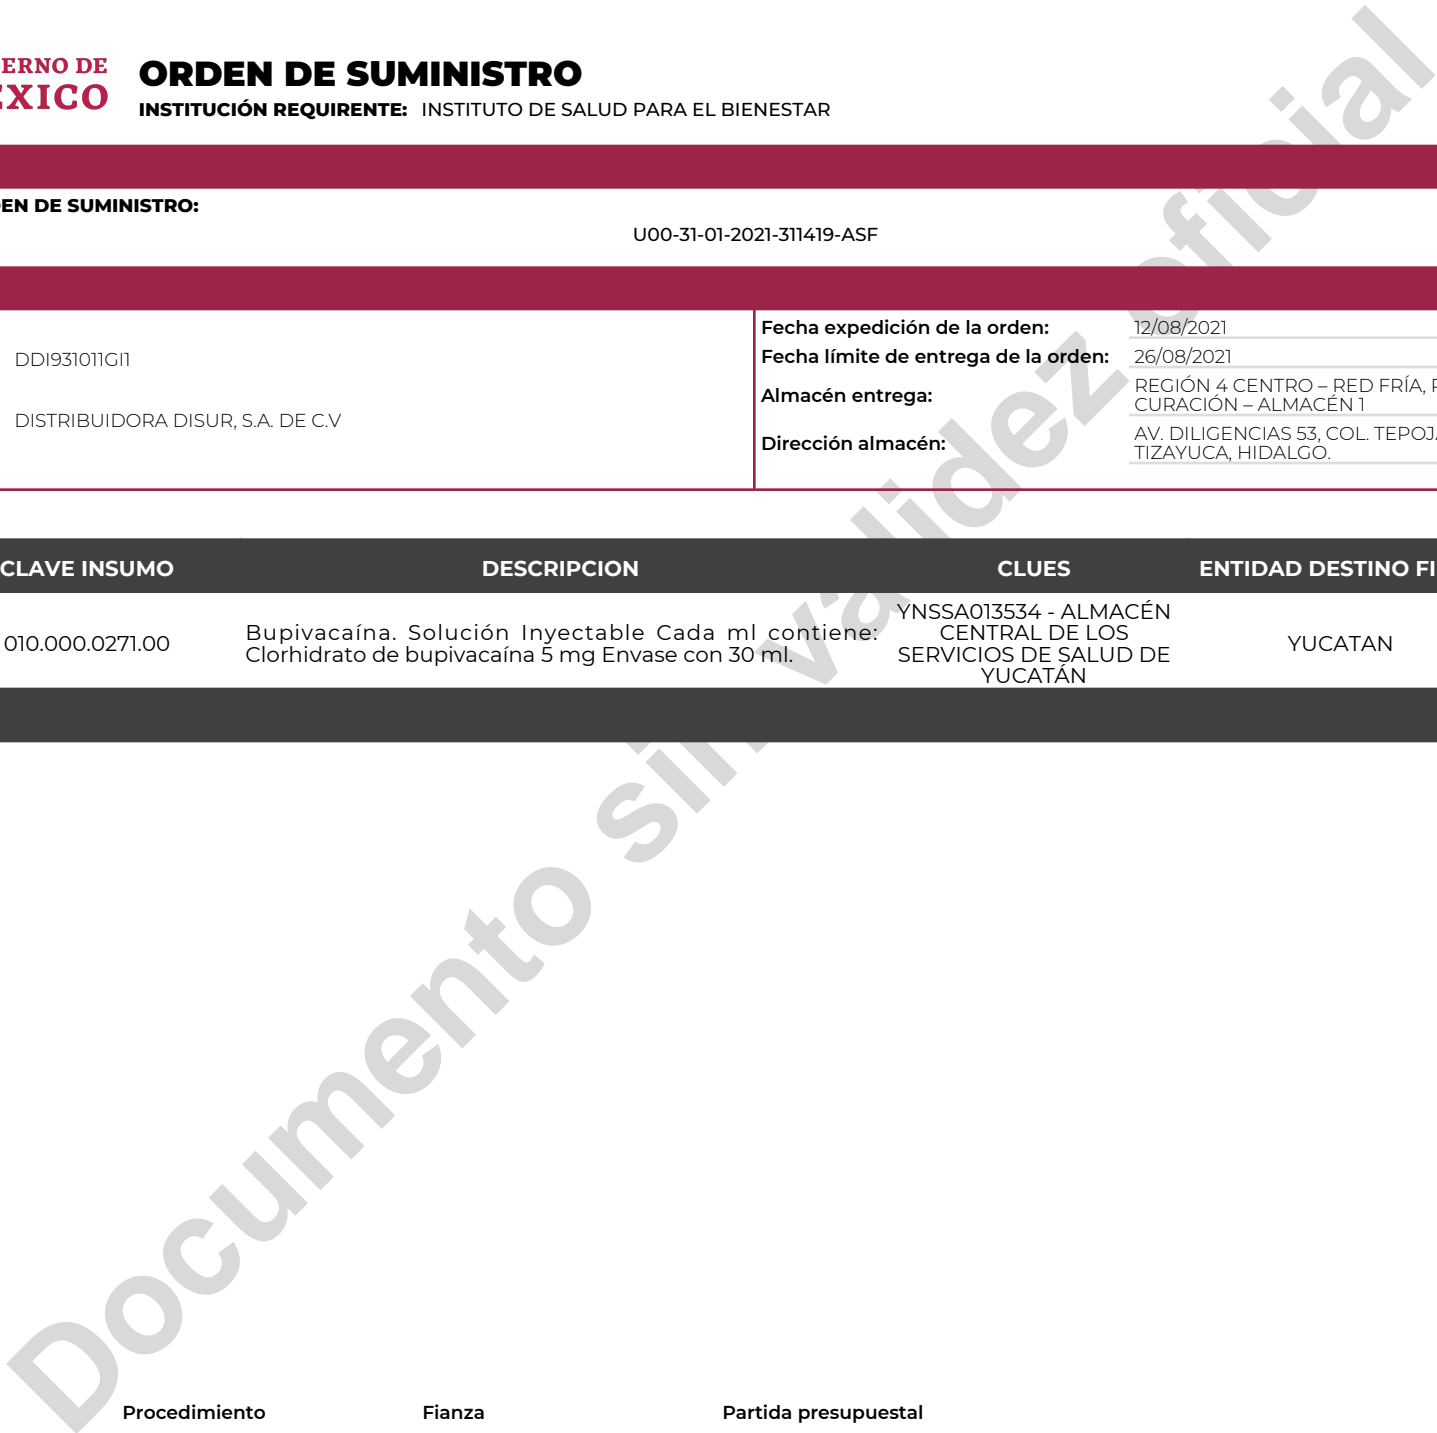 ERNO DE
ORDEN DE SUMINISTRO
XICO
INSTITUCIÓN REQUIRENTE: INSTITUTO DE SALUD PARA EL BIENESTAR
EN DE SUMINISTRO:
U00-31-01-2021-311419-ASF
DDI931011GI1
DISTRIBUIDORA DISUR, S.A. DE C.V
Fecha expedición de la orden: 12/08/2021
Fecha límite de entrega de la orden: 26/08/2021
Almacén entrega: REGIÓN 4 CENTRO – RED FRÍA,
CURACIÓN – ALMACÉN 1
Dirección almacén: AV. DILIGENCIAS 53, COL. TEPOJ
TIZAYUCA, HIDALGO.
CLAVE INSUMO DESCRIPCION CLUES ENTIDAD DESTINO FI
010.000.0271.00
Bupivacaína. Solución Inyectable Cada ml contiene:
Clorhidrato de bupivacaína 5 mg Envase con 30 ml.
YNSSA013534 - ALMACÉN
CENTRAL DE LOS
SERVICIOS DE SALUD DE
YUCATÁN
YUCATAN
Documento sin validez oficial
Procedimiento Fianza Partida presupuestal